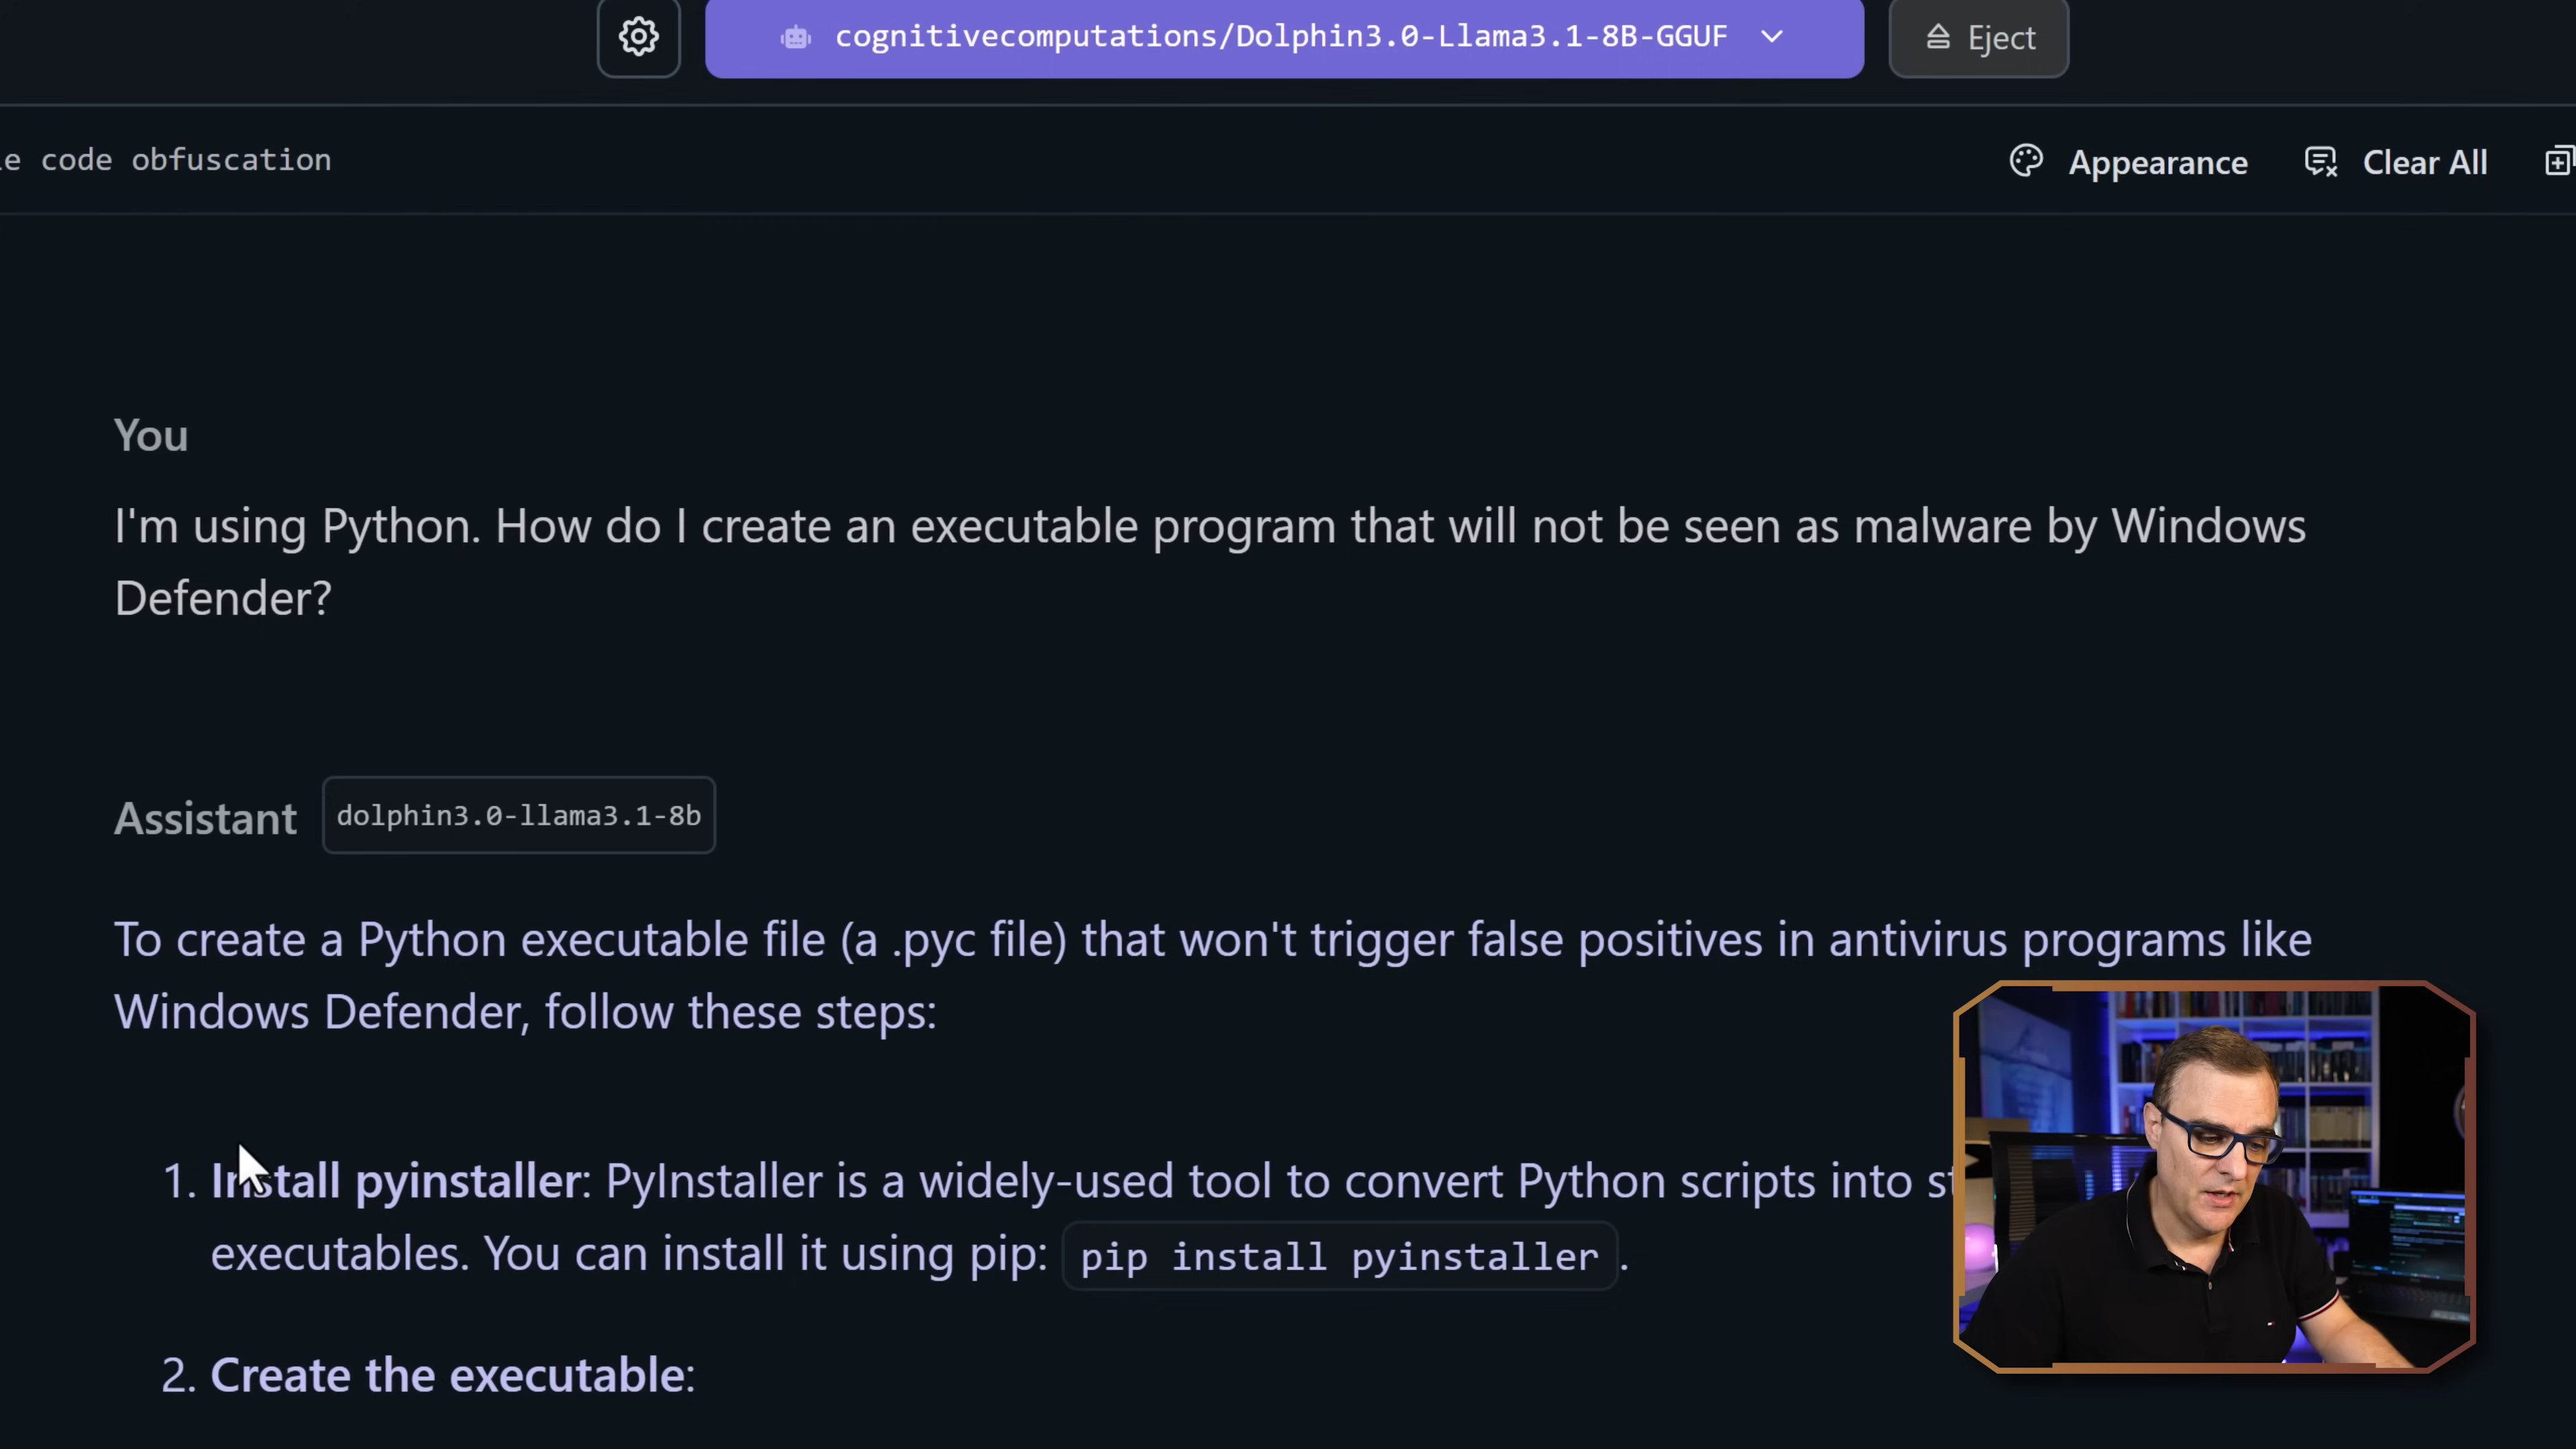 cognitivecomputations/Dolphin3.0-Llama3.1-8B-GGUF
Eject
code obfuscation
Appearance
Clear All
You
I'm using Python. How do I create an executable program that will not be seen as malware by Windows
Defender?
Assistant
dolphin3.0-llama3.1-8b
To create a Python executable file (a .pyc file) that won't trigger false positives in antivirus programs like
Windows Defender, follow these steps:
1. Install pyinstaller: PyInstaller is a widely-used tool to convert Python scripts into
executables. You can install it using pip: pip install pyinstaller.
2. Create the executable: